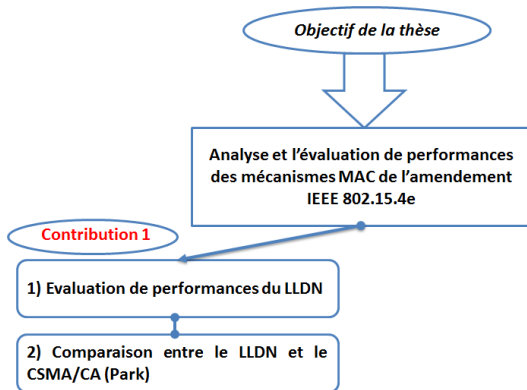 Objectif de la thèse
Analyse et l'évaluation de performances
des mécanismes MAC de l'amendement
IEEE 802.15.4e
Contribution 1
1) Evaluation de performances du LLDN
2) Comparaison entre le LLDN et le
CSMA/CA (Park)